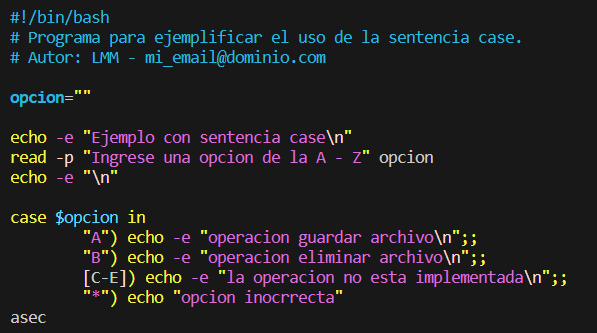 #!/bin/bash
# Programa para ejemplificar el uso de la sentencia case.
# Autor: LMM - mi_email@dominio.com

opcion=""

echo -e "Ejemplo con sentencia case\n"
read -p "Ingrese una opcion de la A - Z" opcion
echo -e "\n"

case $opcion in
        "A") echo -e "operacion guardar archivo\n";;
        "B") echo -e "operacion eliminar archivo\n";;
        [C-E]) echo -e "la operacion no esta implementada\n";;
        "*") echo "opcion inocrrecta"
asec